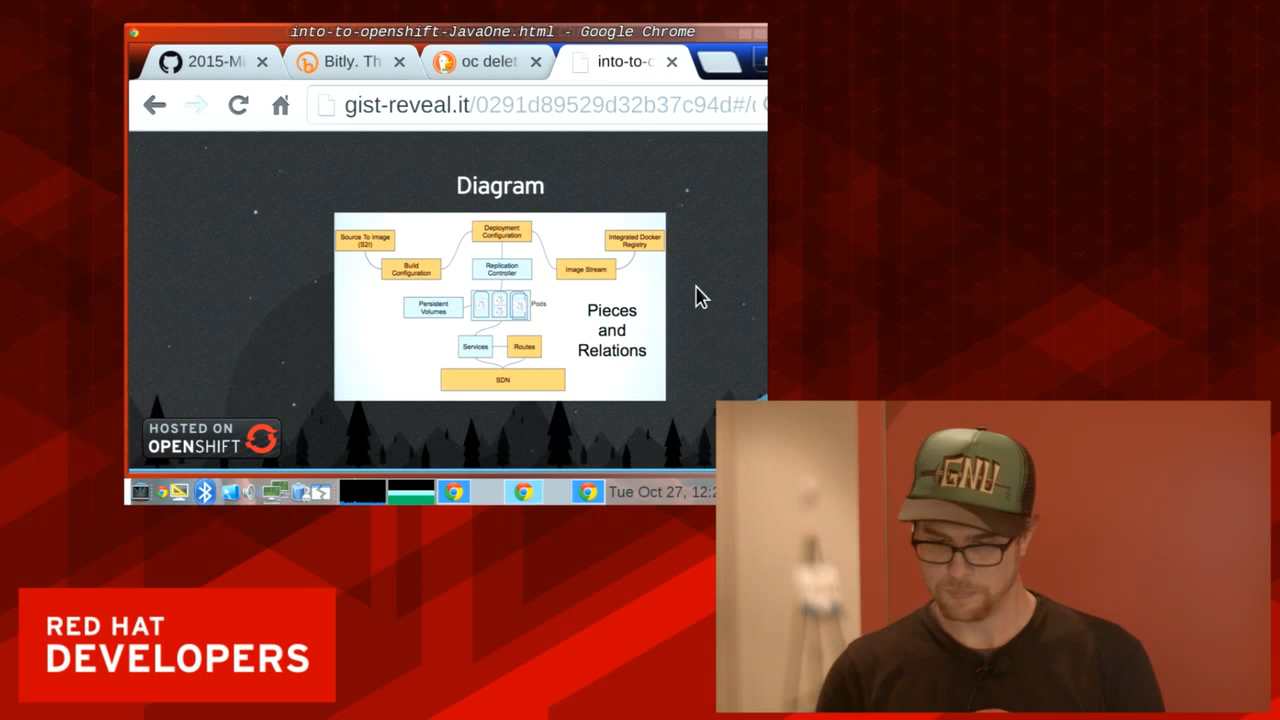 into-to-openshift-JavaOne.html - Google Chrome
2015-Mi
Bitly. Th
oc delet
into-to-
gist-reveal.it/0291d89529d32b37c94d#/
Diagram
Source To Image
(S2I)
Build
Configuration
Deployment
Configuration
Replication
Controller
Image Stream
Integrated Docker
Registry
Persistent
Volumes
Pods
Services
Routes
SDN
Pieces
and
Relations
HOSTED ON
OPENSHIFT
Tue Oct 27, 12:2
GNU
RED HAT
DEVELOPERS